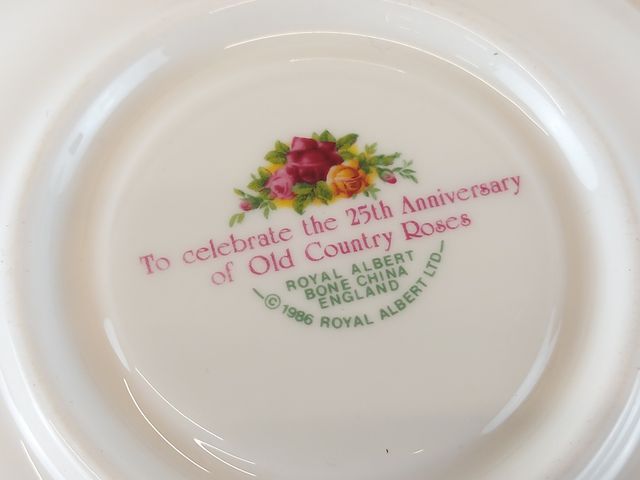 To celebrate the 25th Anniversary
of Old Country Roses
ROYAL ALBERT
BONE CHINA
ENGLAND
© 1986 ROYAL ALBERT LTD